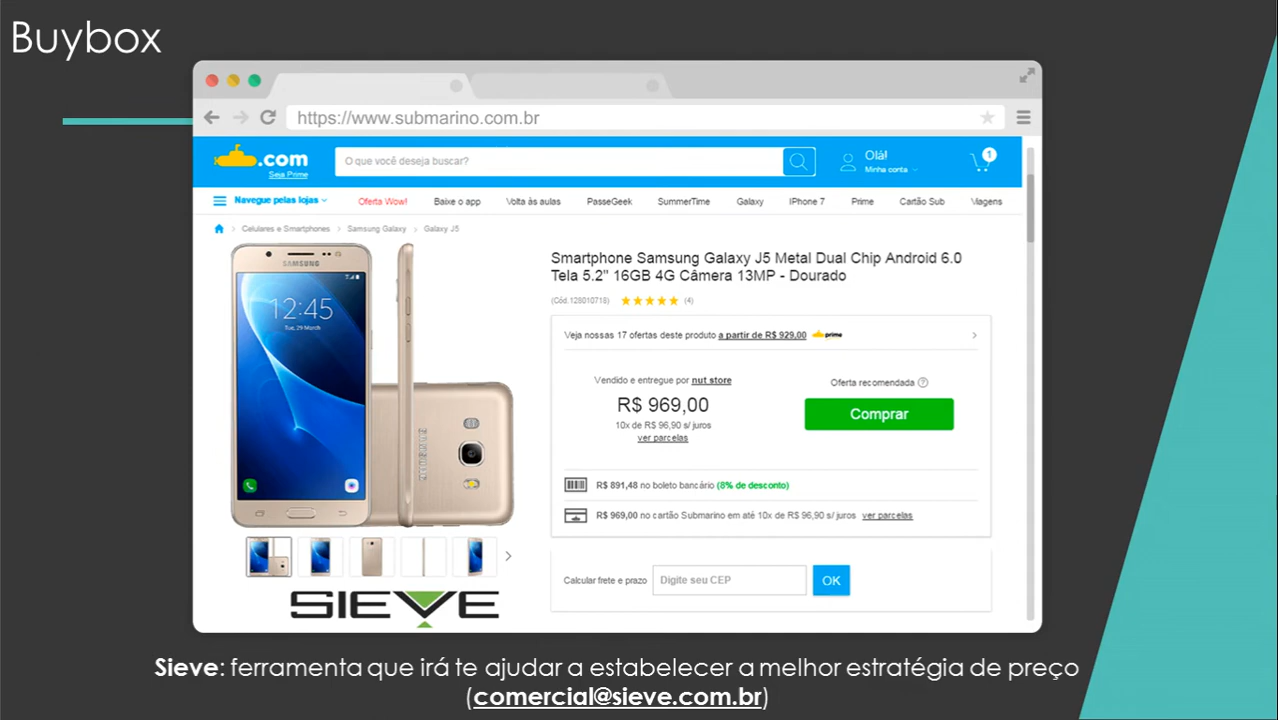 Buybox
https://www.submarino.com.br
.com
Seja Prime
O que você deseja buscar?
Olá!
Minha conta
1
Navegue pelas lojas
Oferta Wow!
Baixe o app
Volta às aulas
PasseGeek
SummerTime
Galaxy
IPhone 7
Prime
Cartão Sub
Viagens
Celulares e Smartphones > Samsung Galaxy > Galaxy J5
SAMSUNG
12:45
Tue, 29 March
SAMSUNG
Smartphone Samsung Galaxy J5 Metal Dual Chip Android 6.0
Tela 5.2" 16GB 4G Câmera 13MP - Dourado
(Cód.128010718) (4)
Veja nossas 17 ofertas deste produto a partir de R$ 929,00 prime
Vendido e entregue por nut store
R$ 969,00
10x de R$ 96,90 s/ juros
ver parcelas
Oferta recomendada ?
Comprar
R$ 891,48 no boleto bancário (8% de desconto)
R$ 969,00 no cartão Submarino em até 10x de R$ 96,90 s/ juros ver parcelas
Calcular frete e prazo
Digite seu CEP
OK
SIEVE
Sieve: ferramenta que irá te ajudar a estabelecer a melhor estratégia de preço
(comercial@sieve.com.br)